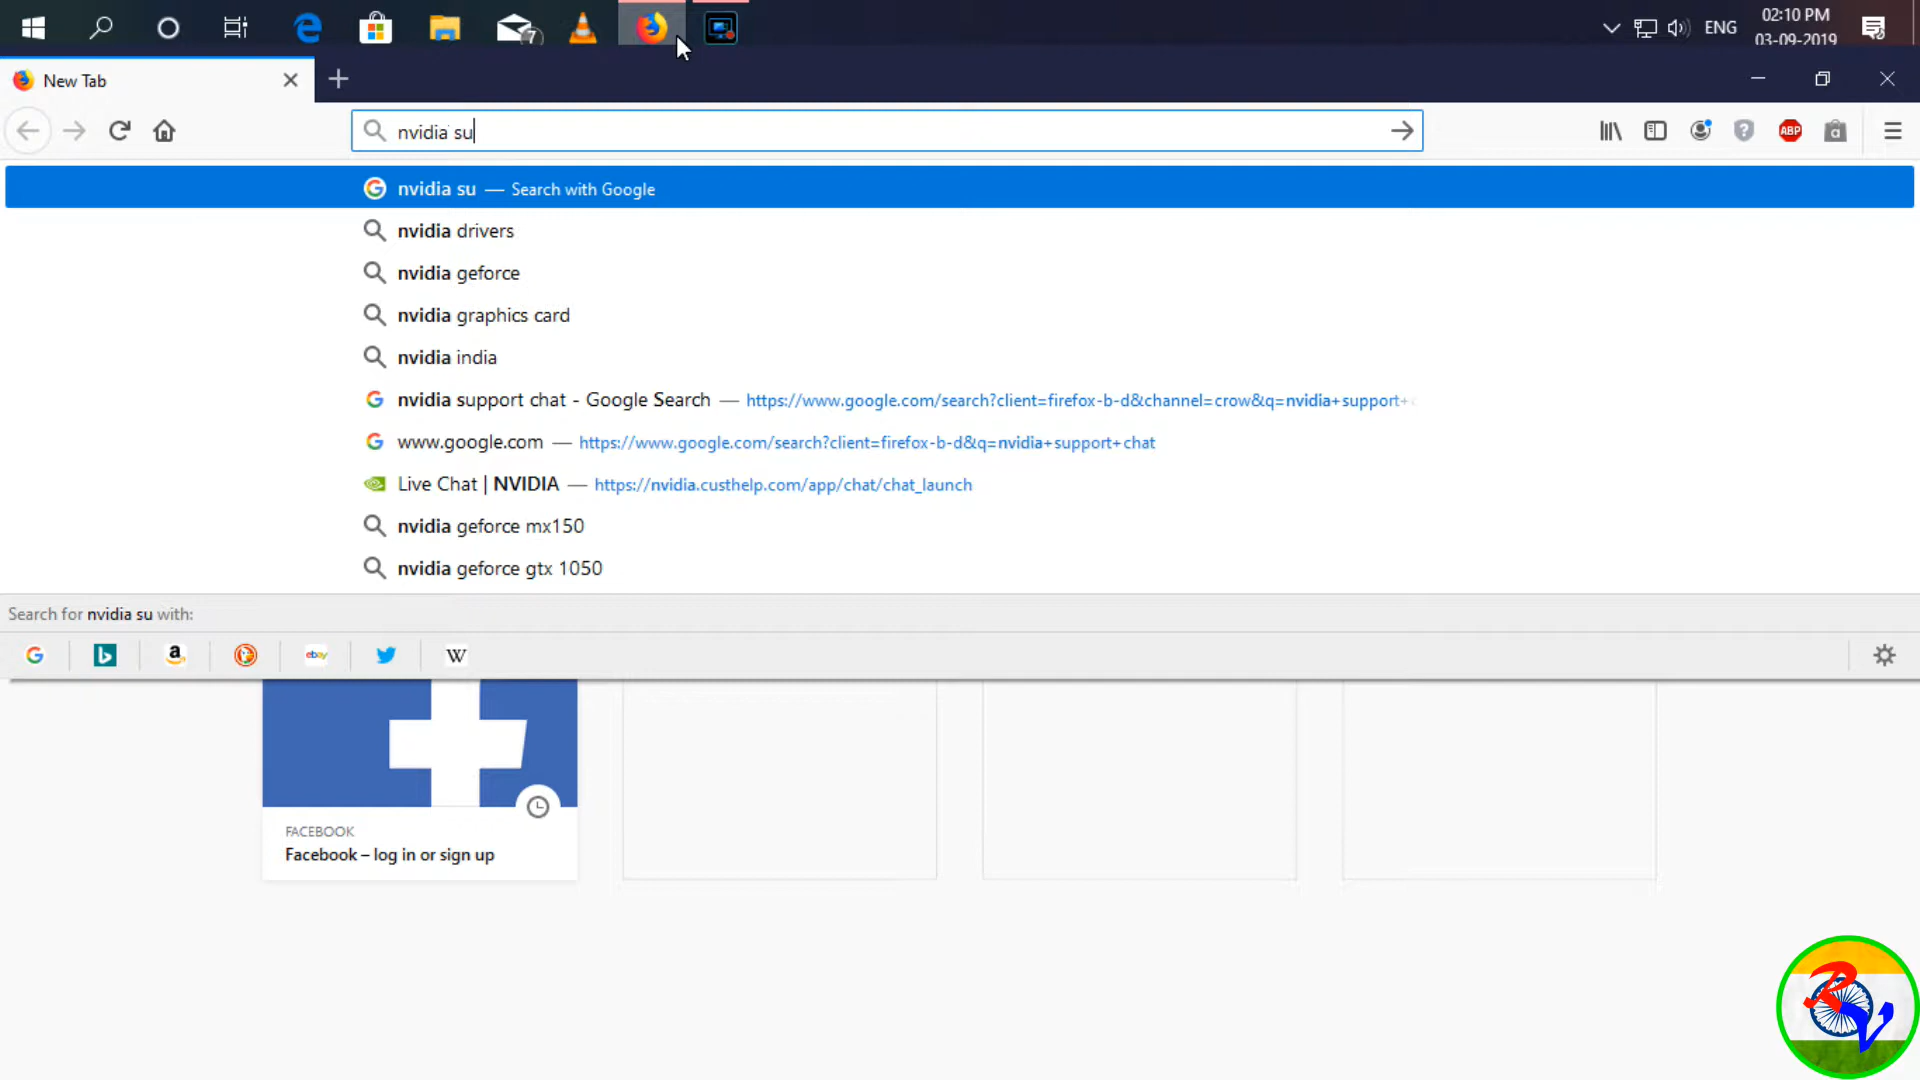 7
ENG
02:10 PM
03-09-2019
New Tab
nvidia su
ABP
nvidia su — Search with Google
nvidia drivers
nvidia geforce
nvidia graphics card
nvidia india
nvidia support chat - Google Search — https://www.google.com/search?client=firefox-b-d&channel=crow&q=nvidia+support+
www.google.com — https://www.google.com/search?client=firefox-b-d&q=nvidia+support+chat
Live Chat | NVIDIA — https://nvidia.custhelp.com/app/chat/chat_launch
nvidia geforce mx150
nvidia geforce gtx 1050
Search for nvidia su with:
ebay
W
FACEBOOK
Facebook – log in or sign up
RV